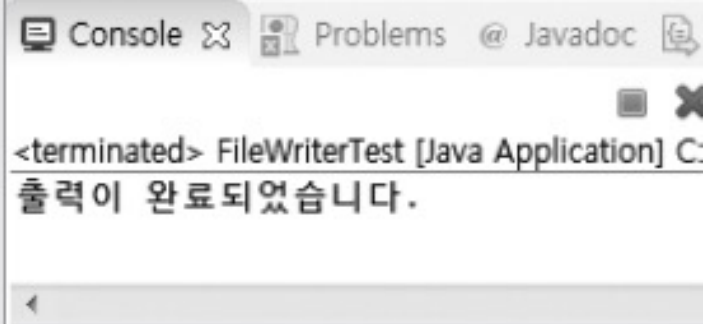 Console Problems @ Javadoc
<terminated> FileWriterTest [Java Application] C:
출력이 완료되었습니다.